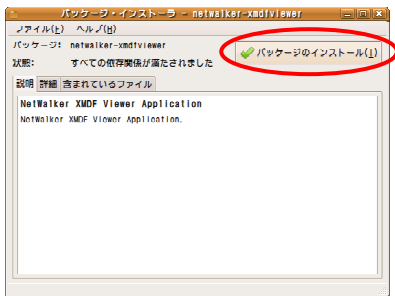 パッケージ・インストーラ - netwalker-xmdfviewer
ファイル(F) ヘルプ(H)
パッケージ: netwalker-xmdfviewer
パッケージのインストール(I)
状態: すべての依存関係が満たされました
説明 詳細 含まれているファイル
NetWalker XMDF Viewer Application
NetWalker XMDF Viewer Application.